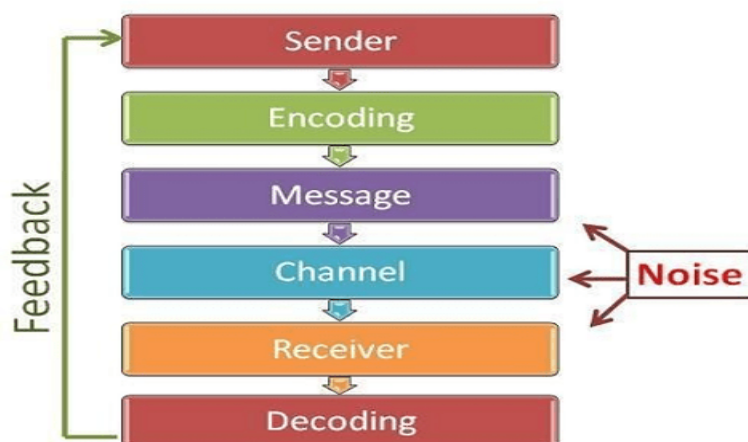 Sender
Encoding
Message
Channel
Receiver
Decoding
Feedback
Noise